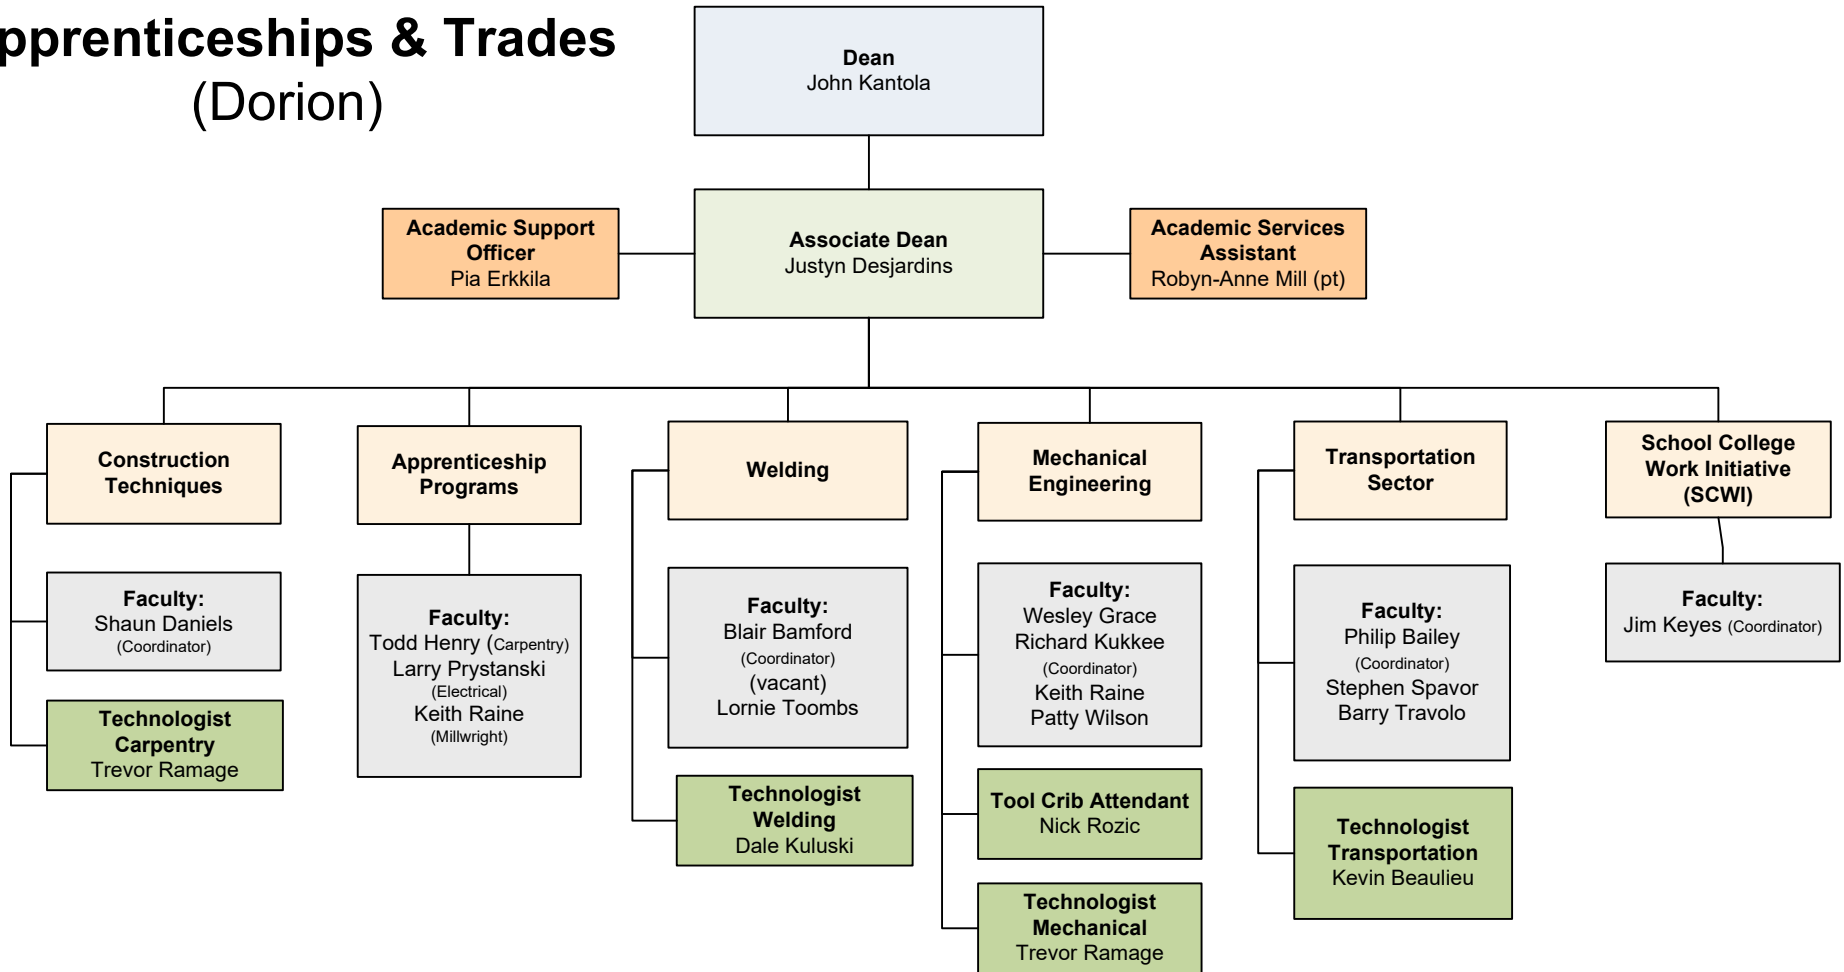 pprenticeships & Trades
(Dorion)
Dean
John Kantola
Academic Support
Officer
Pia Erkkila
Associate Dean
Justyn Desjardins
Academic Services
Assistant
Robyn-Anne Mill (pt)
Construction
Techniques
Apprenticeship
Programs
Welding
Mechanical
Engineering
Transportation
Sector
School College
Work Initiative
(SCWI)
Faculty:
Shaun Daniels
(Coordinator)
Technologist
Carpentry
Trevor Ramage
Faculty:
Todd Henry (Carpentry)
Larry Prystanski
(Electrical)
Keith Raine
(Millwright)
Faculty:
Blair Bamford
(Coordinator)
(vacant)
Lornie Toombs
Technologist
Welding
Dale Kuluski
Faculty:
Wesley Grace
Richard Kukkee
(Coordinator)
Keith Raine
Patty Wilson
Tool Crib Attendant
Nick Rozic
Technologist
Mechanical
Trevor Ramage
Faculty:
Philip Bailey
(Coordinator)
Stephen Spavor
Barry Travolo
Technologist
Transportation
Kevin Beaulieu
Faculty:
Jim Keyes (Coordinator)